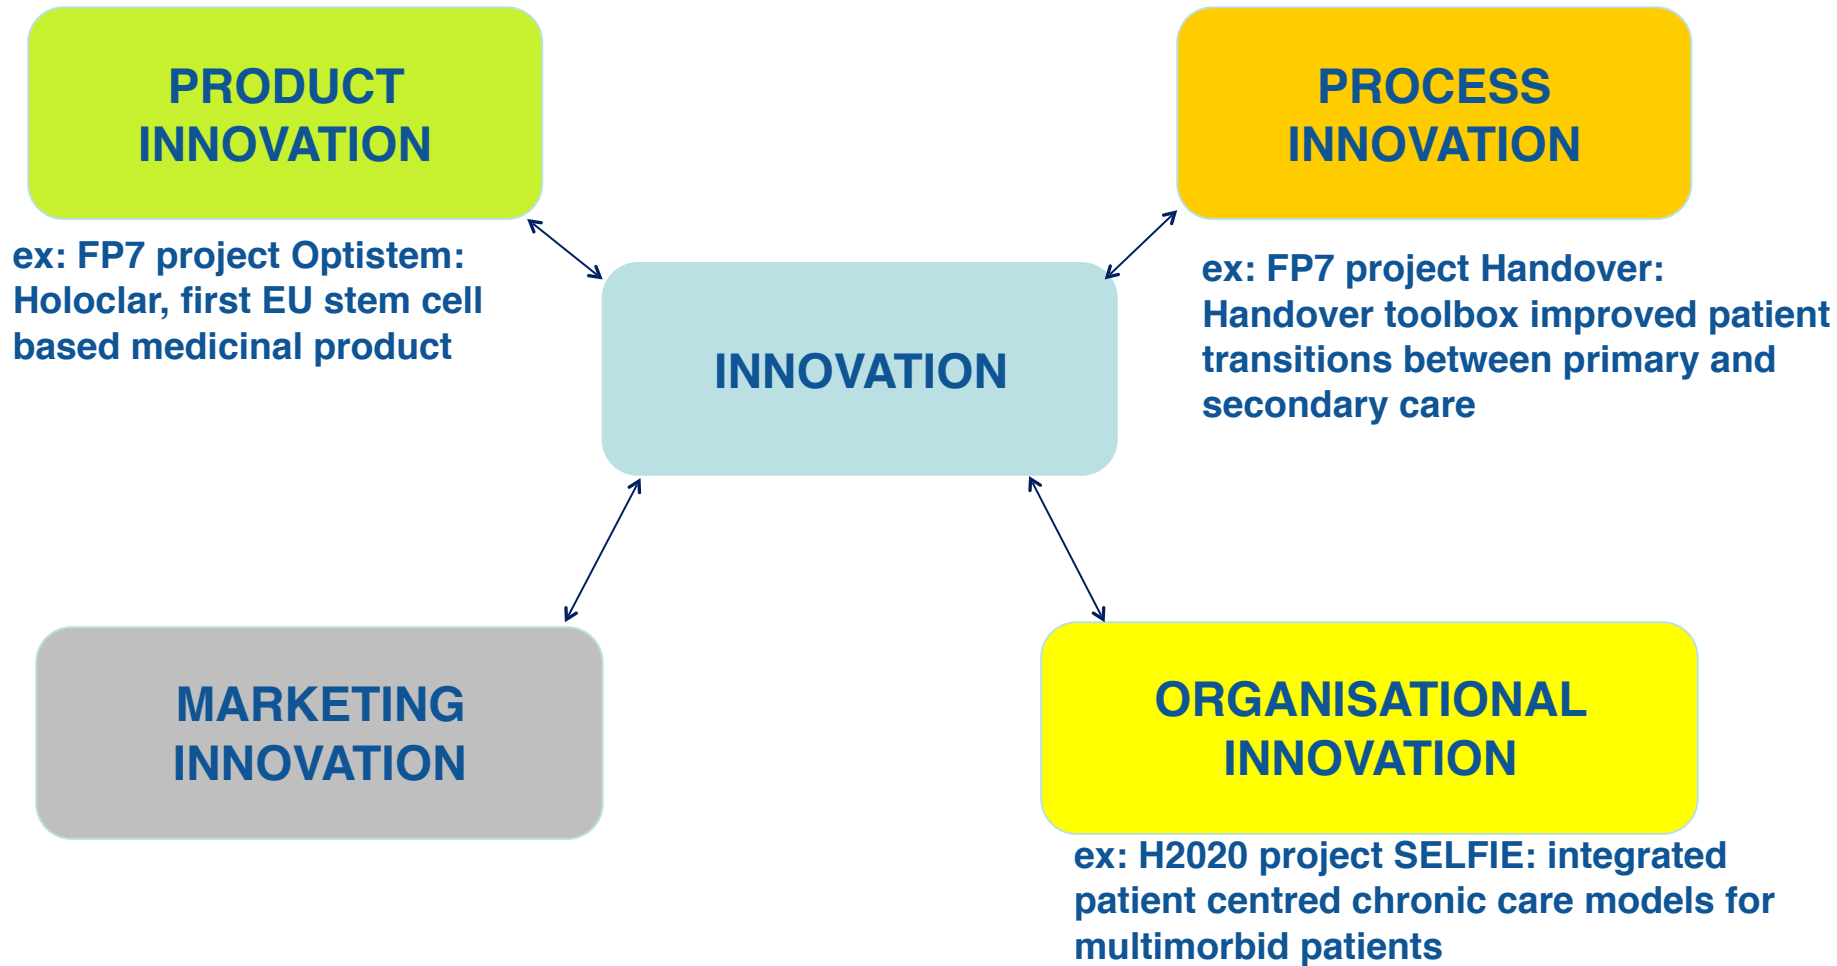 PRODUCT
INNOVATION
ex: FP7 project Optistem:
Holoclar, first EU stem cell
based medicinal product
PROCESS
INNOVATION
ex: FP7 project Handover:
Handover toolbox improved patient
transitions between primary and
secondary care
INNOVATION
MARKETING
INNOVATION
ORGANISATIONAL
INNOVATION
ex: H2020 project SELFIE: integrated
patient centred chronic care models for
multimorbid patients